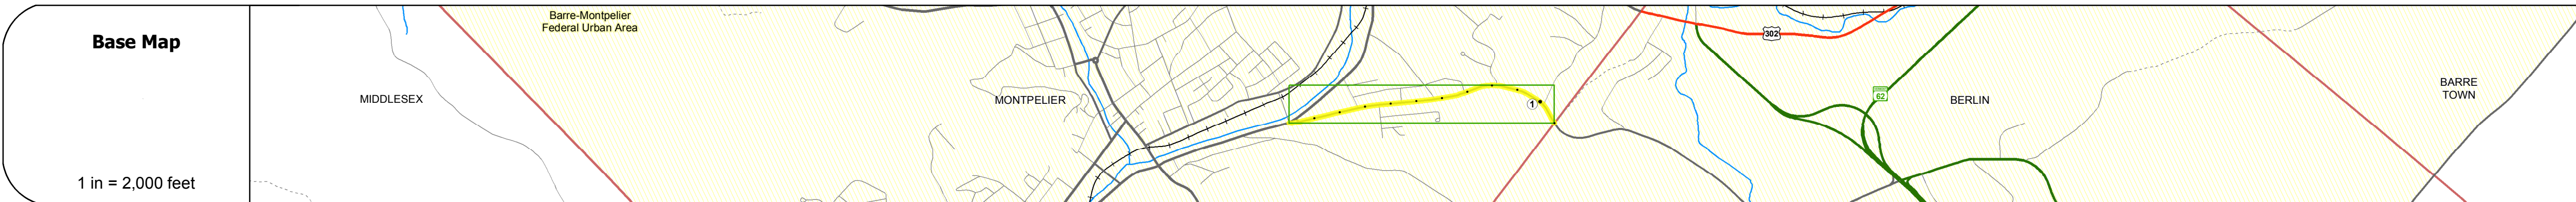 Base Map
1 in = 2,000 feet
MIDDLESEX
Barre-Montpelier
Federal Urban Area
MONTPELIER
1
302
62
BERLIN
BARRE
TOWN